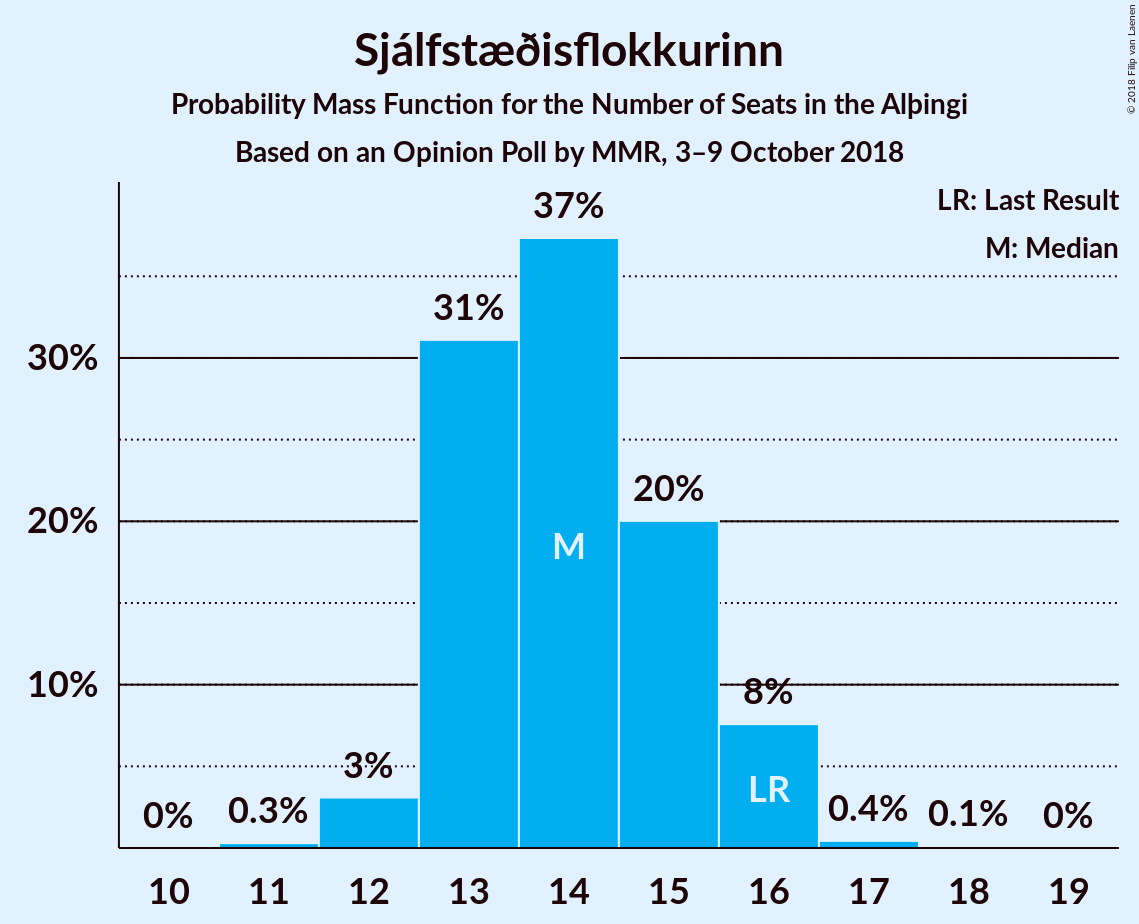 Sjálfstæðisflokkurinn
Probability Mass Function for the Number of Seats in the Alþingi
Based on an Opinion Poll by MMR, 3–9 October 2018
© 2018 Filip van Laenen
LR: Last Result
M: Median
30%
20%
10%
0%
0.3%
3%
31%
37%
20%
8%
0.4%
0.1%
0%
M
LR
10 11 12 13 14 15 16 17 18 19